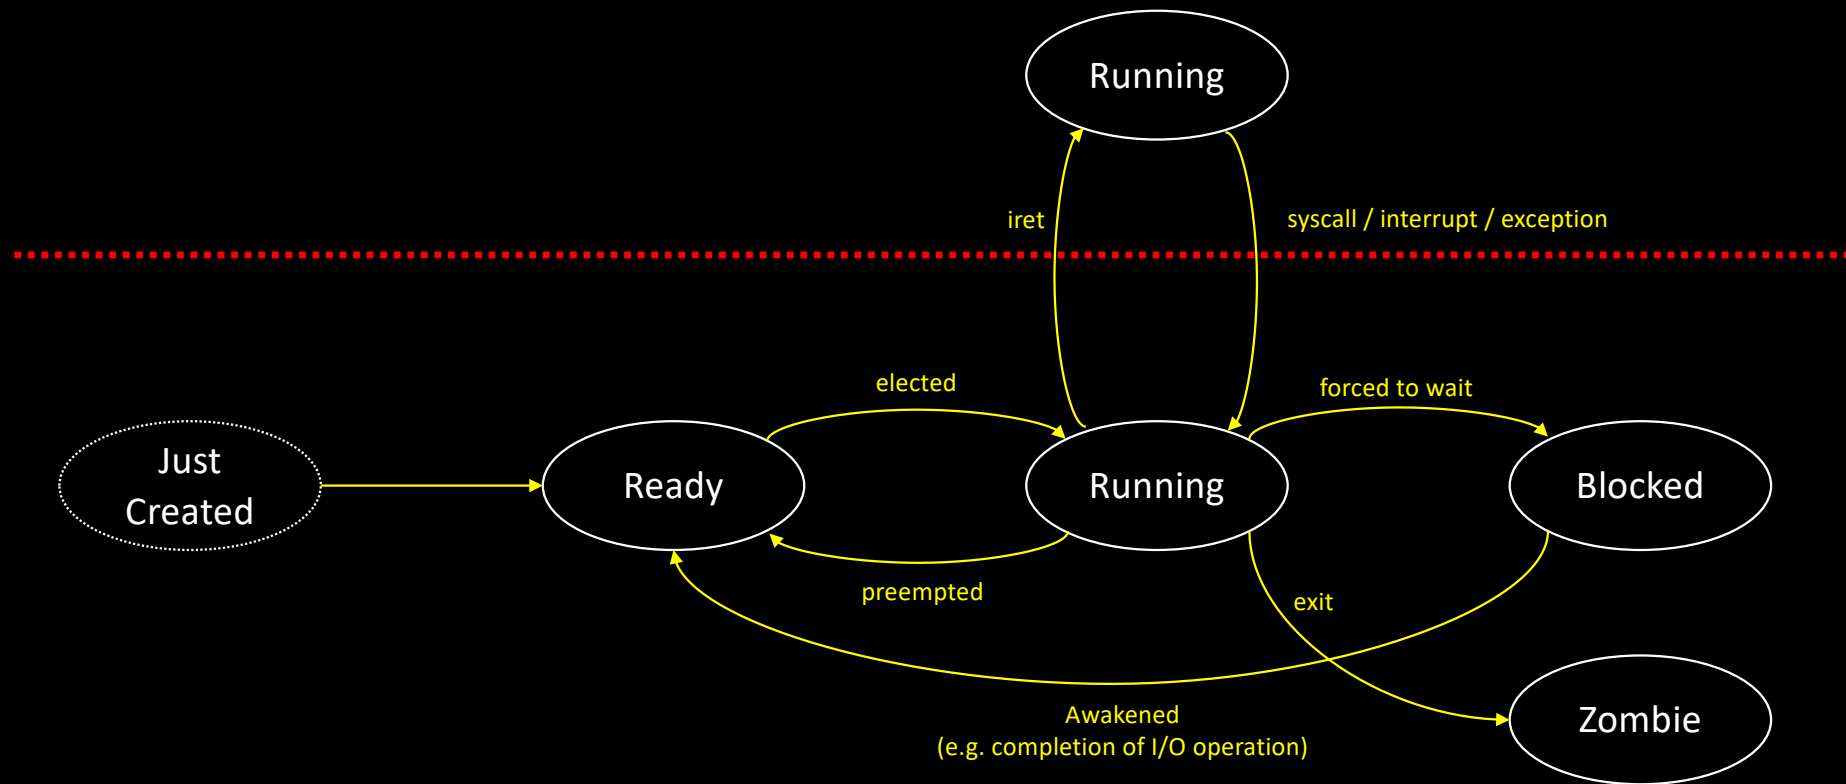 Running
iret
syscall / interrupt / exception
elected
forced to wait
Just
Created
Ready
Running
Blocked
preempted
exit
Awakened
(e.g. completion of I/O operation)
Zombie